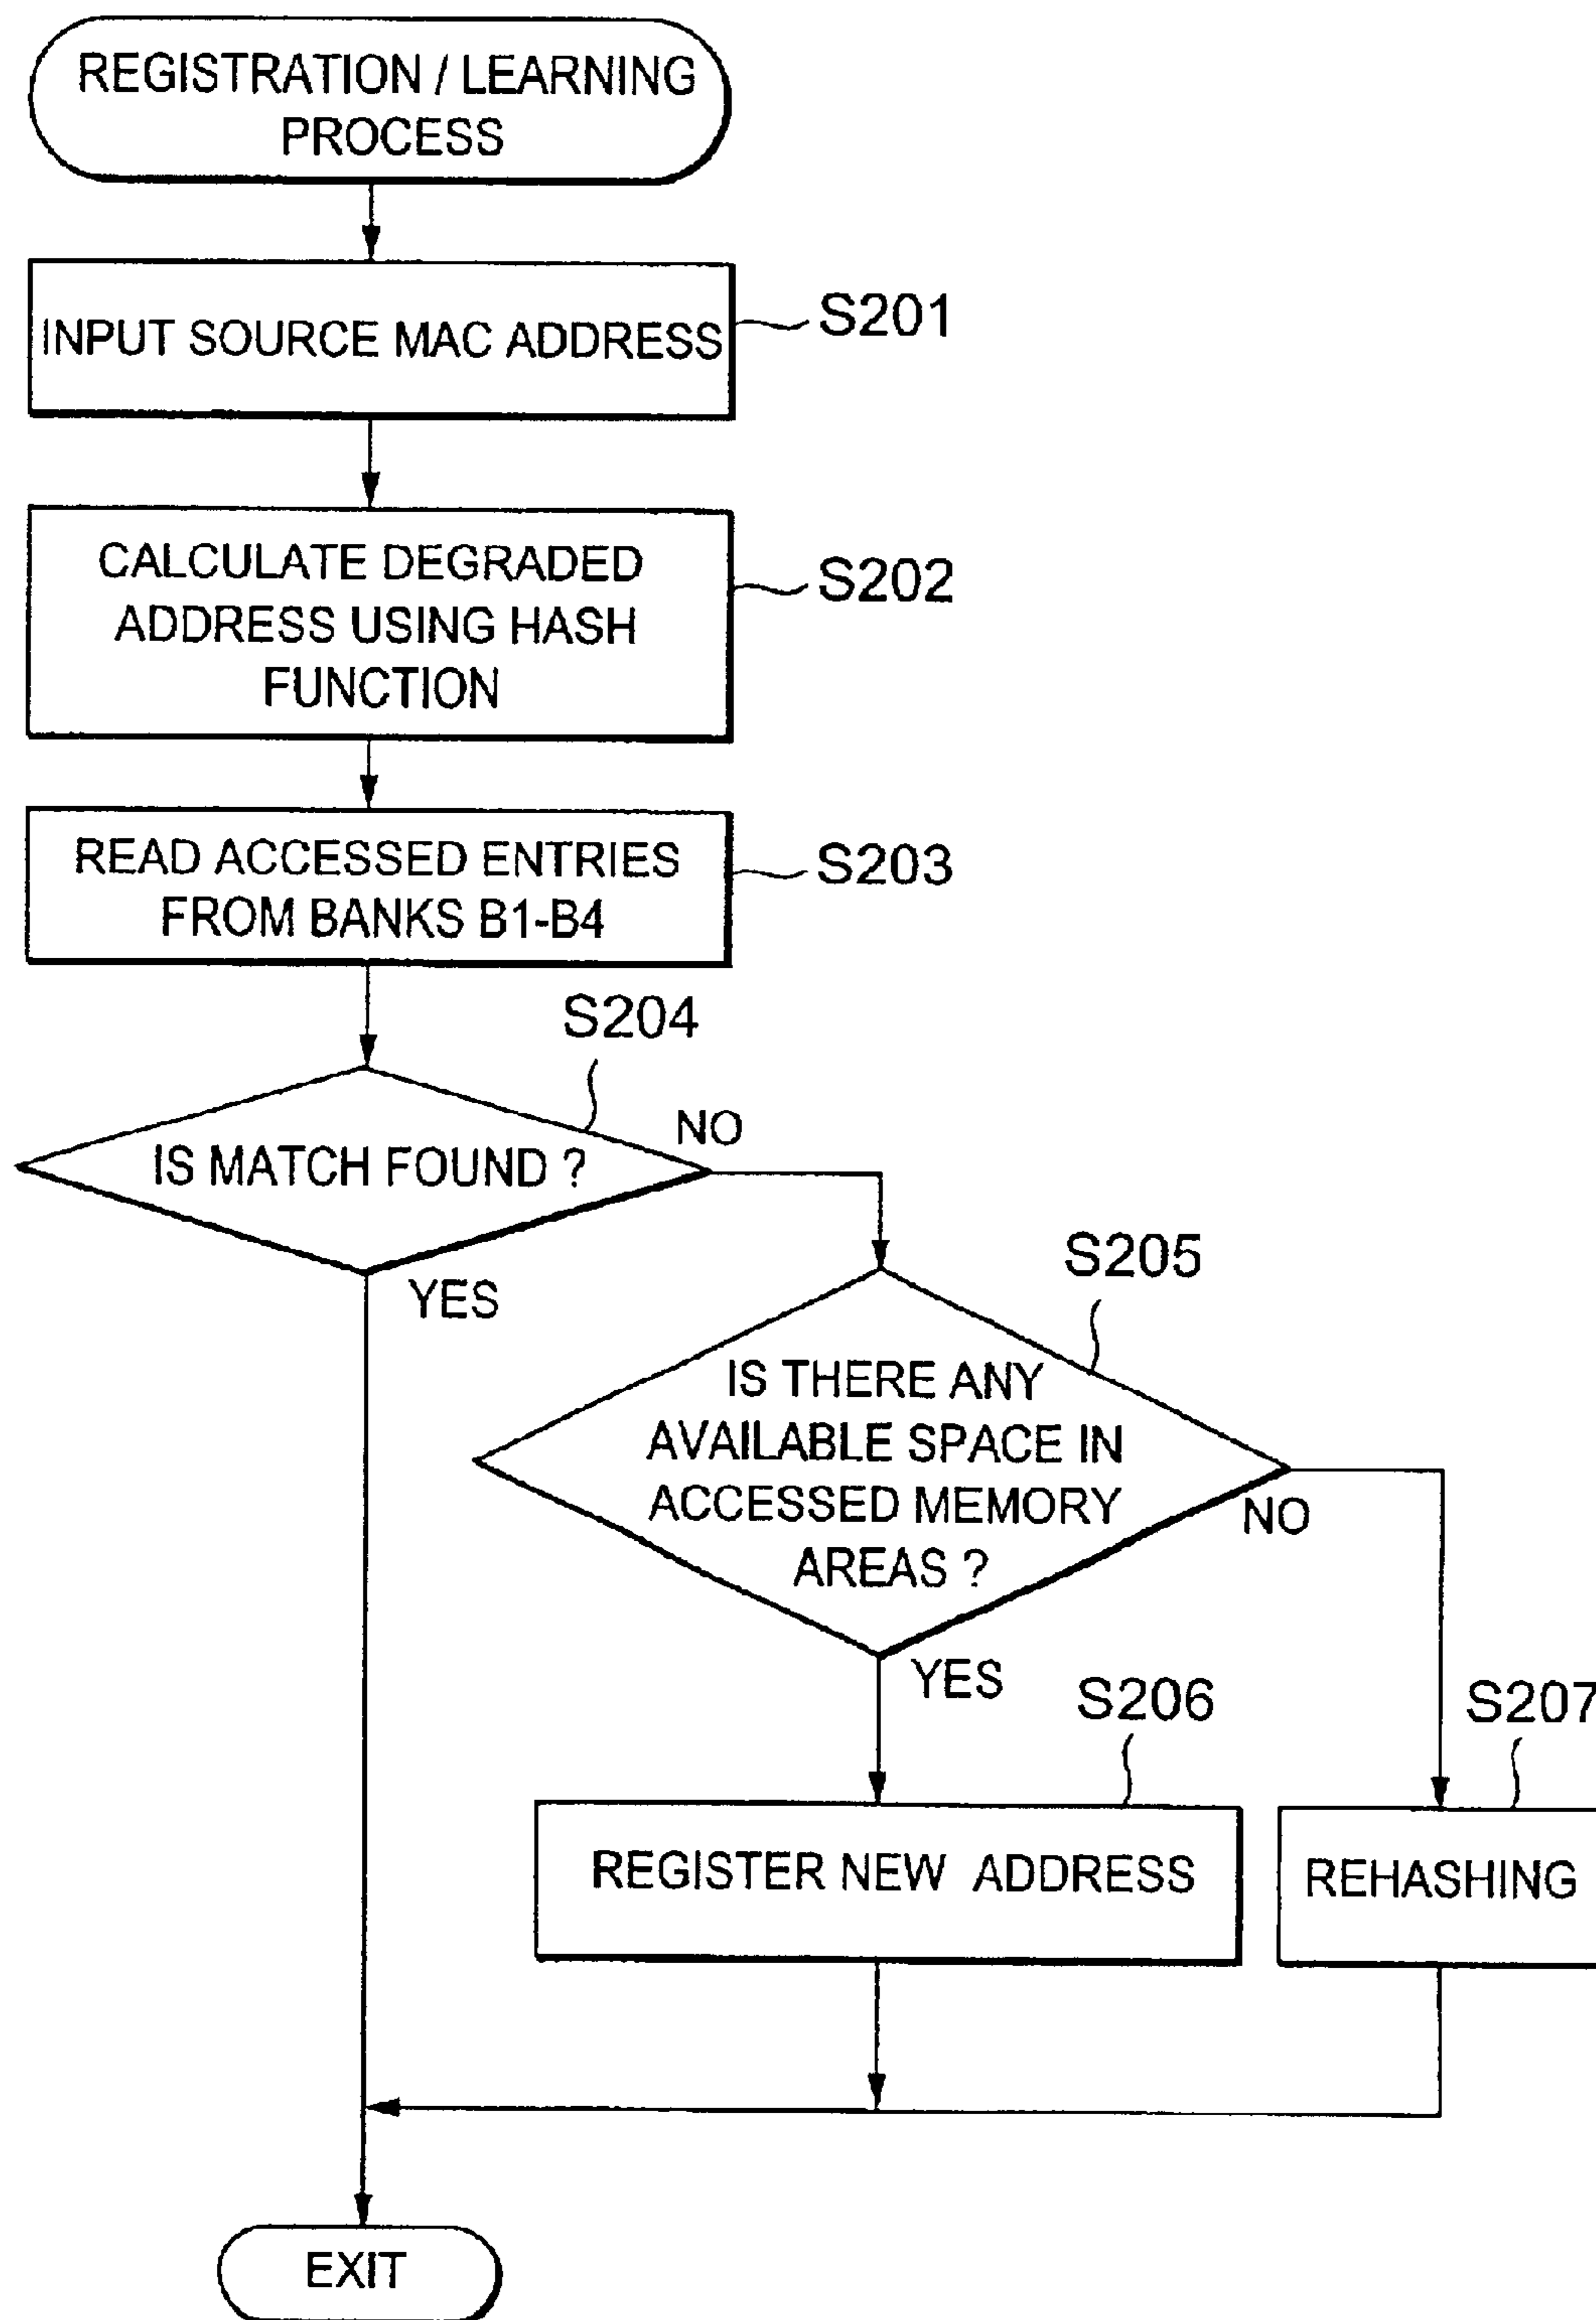 REGISTRATION / LEARNING
PROCESS
INPUT SOURCE MAC ADDRESS
S201
CALCULATE DEGRADED
ADDRESS USING HASH
FUNCTION
S202
READ ACCESSED ENTRIES
FROM BANKS B1-B4
S203
S204
IS MATCH FOUND ?
NO
YES
S205
IS THERE ANY
AVAILABLE SPACE IN
ACCESSED MEMORY
AREAS ?
NO
YES
S206
S207
REGISTER NEW ADDRESS
REHASHING
EXIT